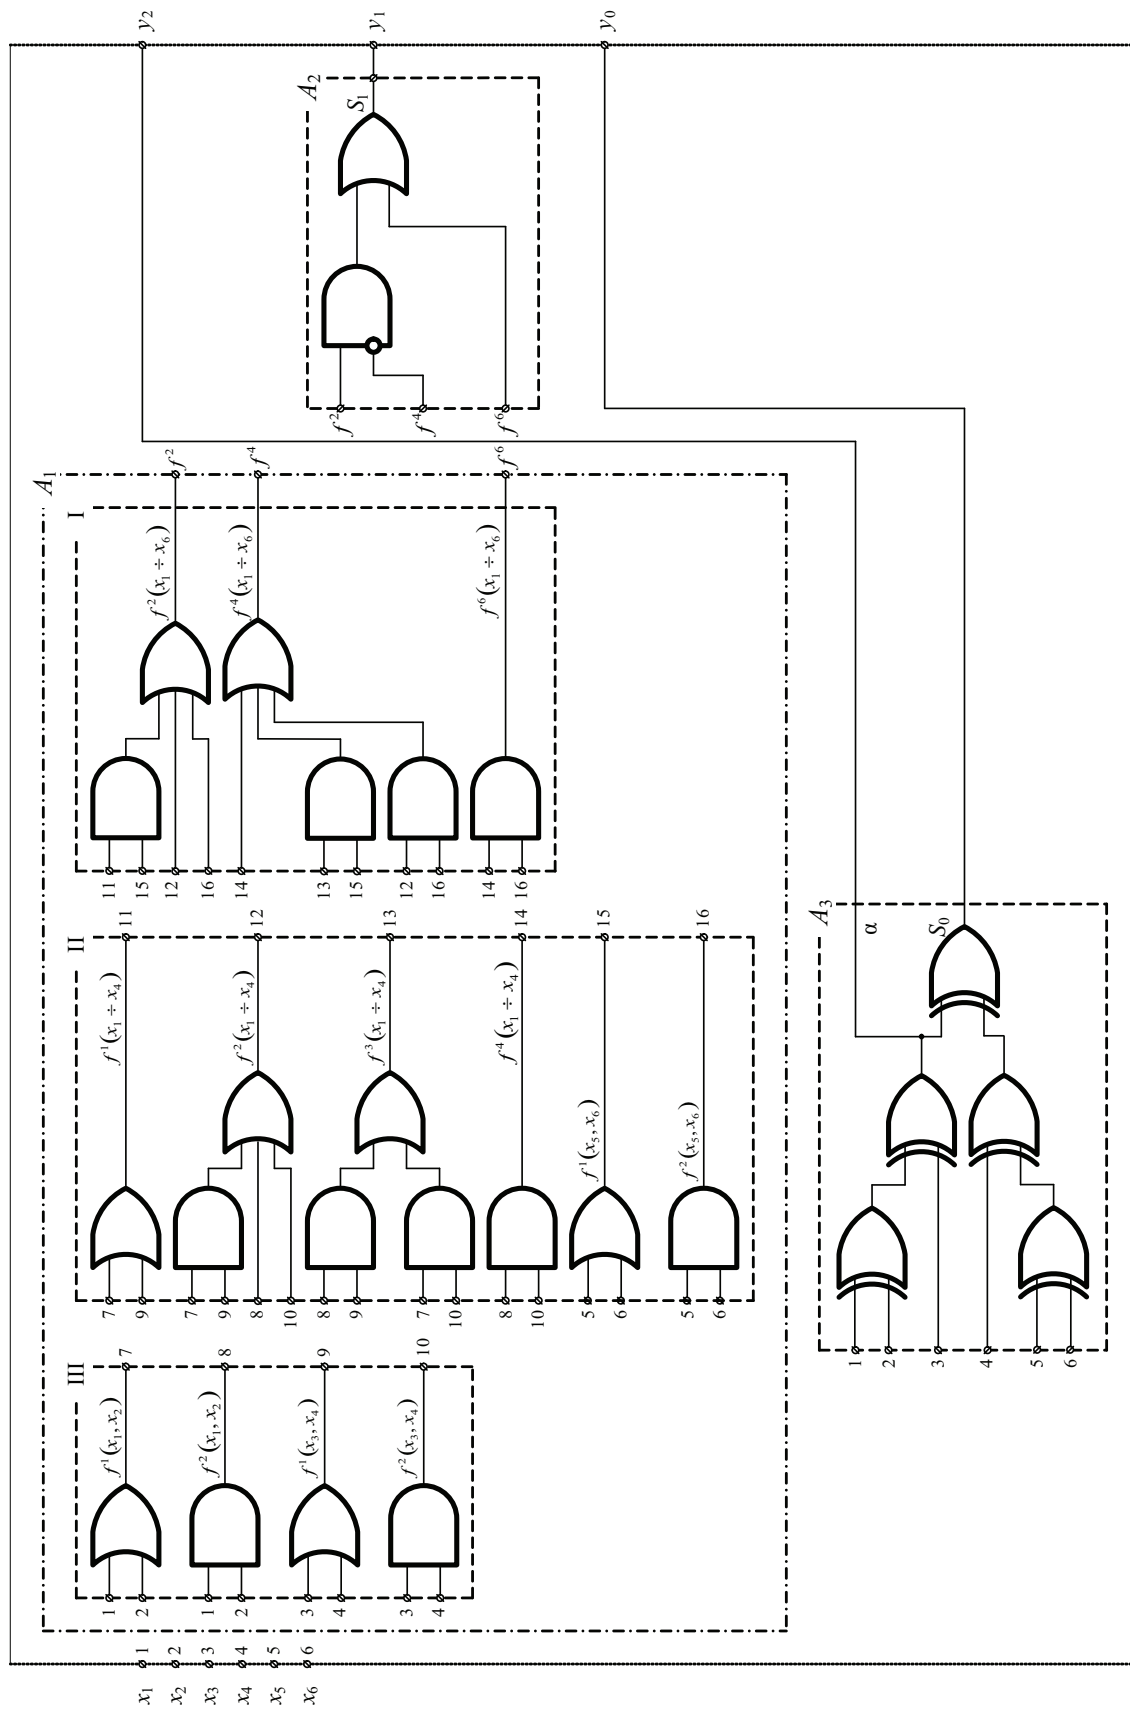 x₁ 1
x₂ 2
x₃ 3
x₄ 4
x₅ 5
x₆ 6
A₁
III
1
2
1
2
3
4
3
4
f¹(x₁, x₂)
f²(x₁, x₂)
f¹(x₃, x₄)
f²(x₃, x₄)
7
8
9
10
II
7
9
7
9
8
10
8
9
7
10
8
10
5
6
5
6
f¹(x₁ ÷ x₄)
f²(x₁ ÷ x₄)
f³(x₁ ÷ x₄)
f⁴(x₁ ÷ x₄)
f¹(x₅, x₆)
f²(x₅, x₆)
11
12
13
14
15
16
I
11
15
12
16
14
13
15
12
16
14
16
f²(x₁ ÷ x₆)
f⁴(x₁ ÷ x₆)
f⁶(x₁ ÷ x₆)
f²
f⁴
f⁶
A₂
f²
f⁴
f⁶
S₁
A₃
1
2
3
4
5
6
α
S₀
y₂
y₁
y₀